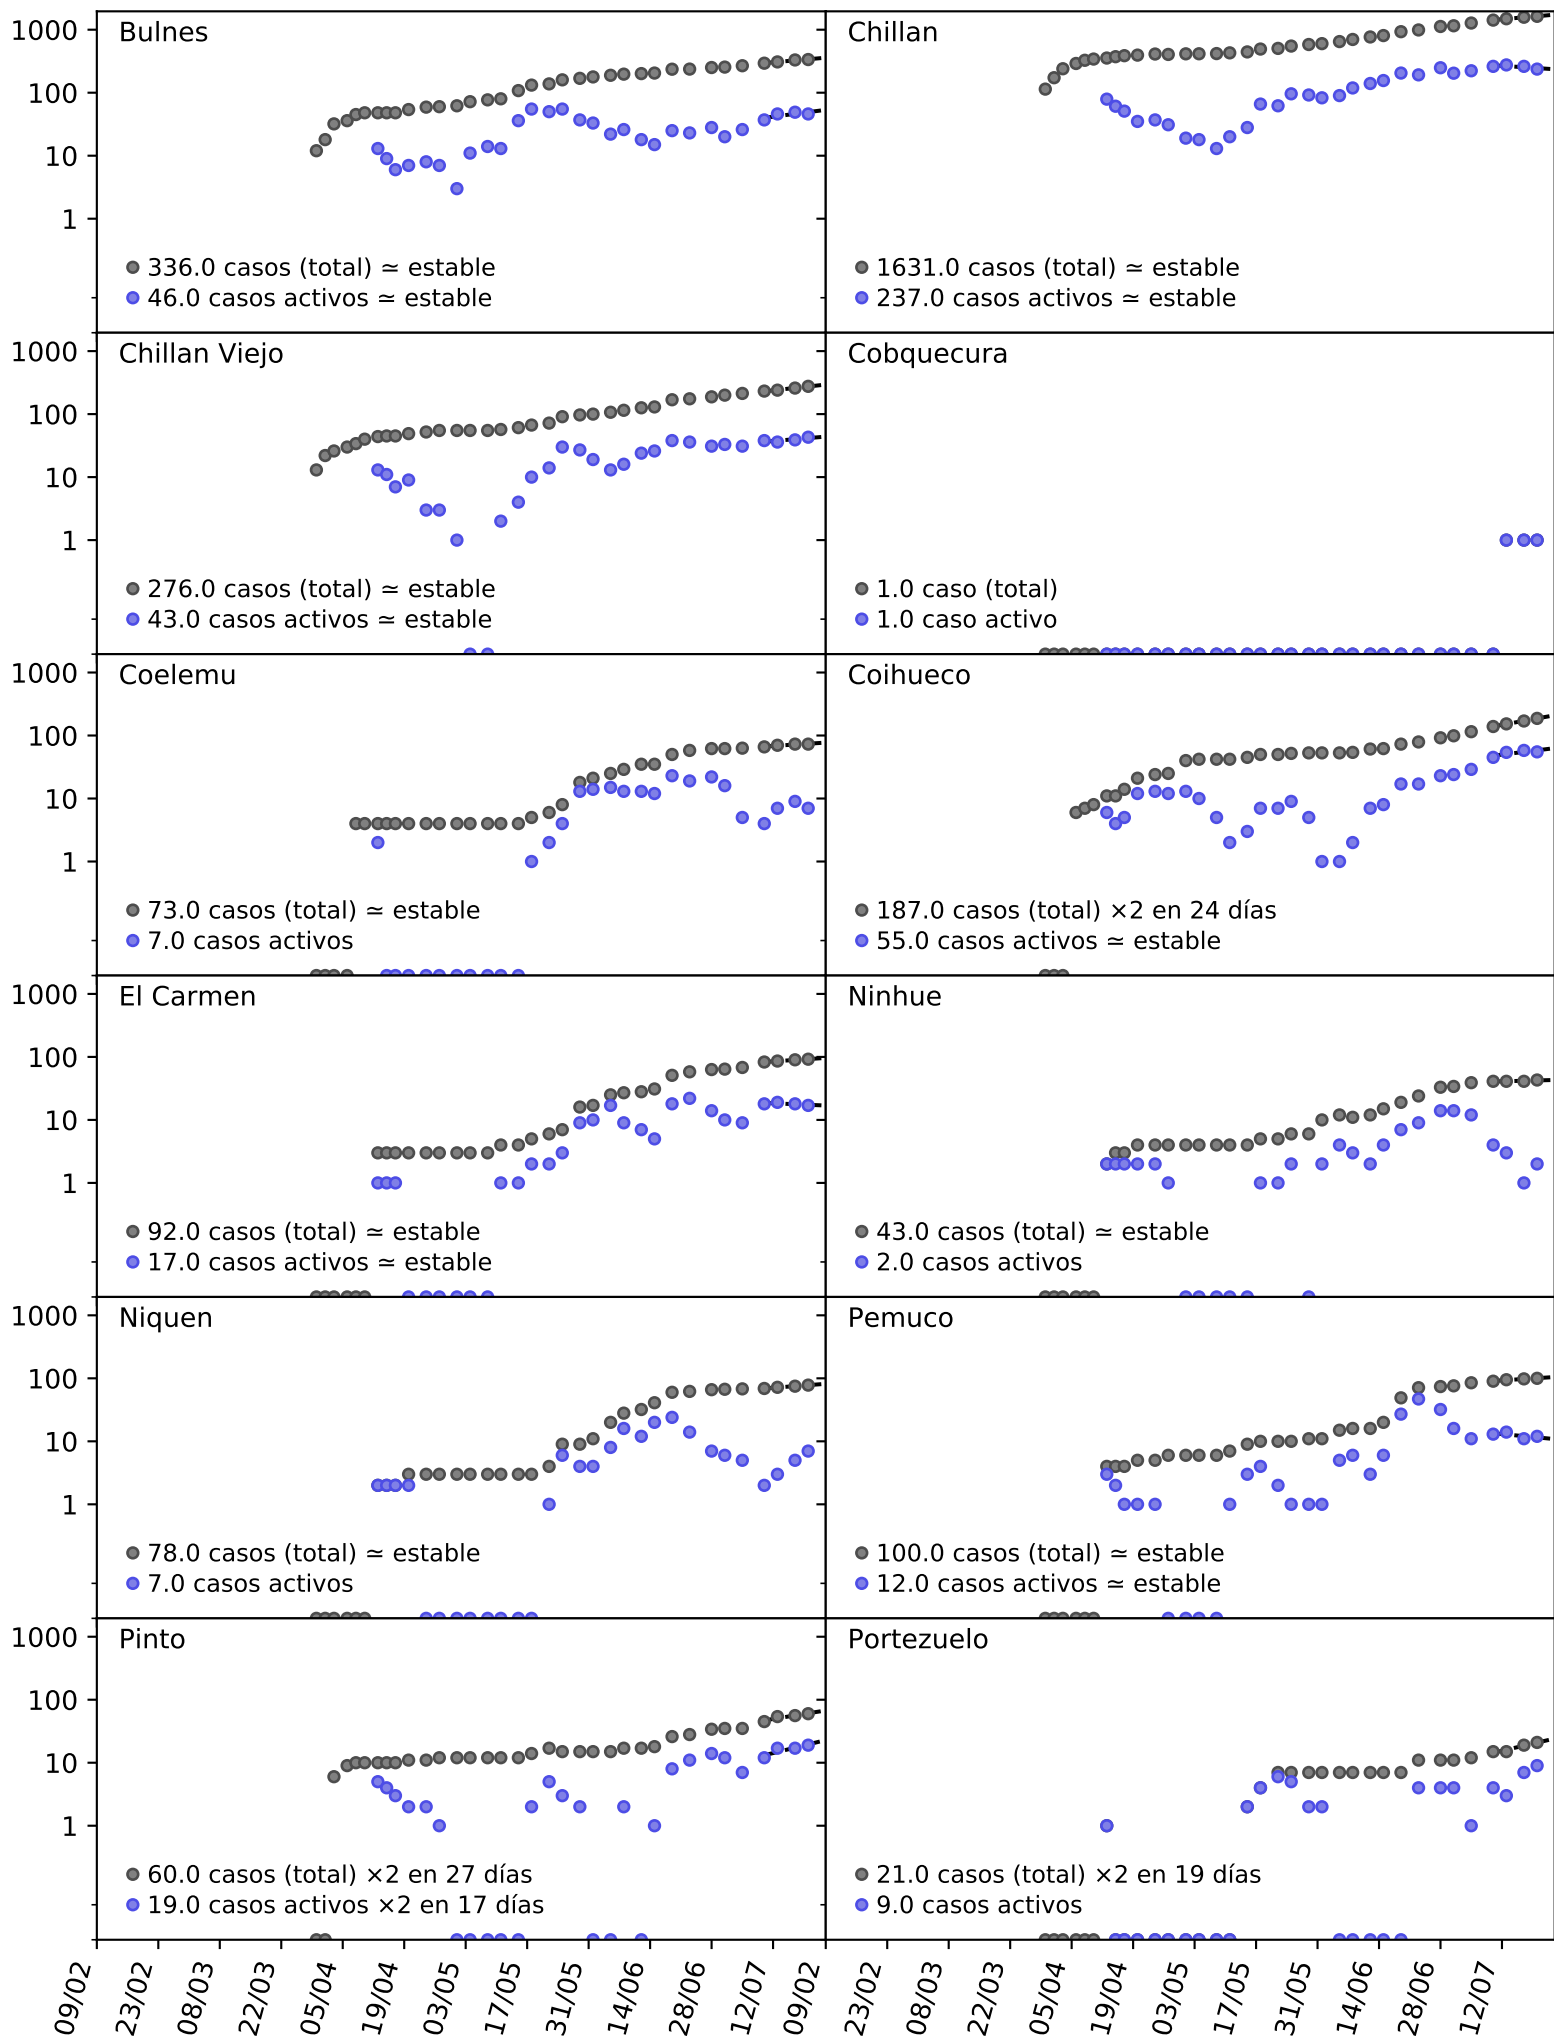 Bulnes
1000
100
10
1
336.0 casos (total) ≃ estable
46.0 casos activos ≃ estable
Chillan
1631.0 casos (total) ≃ estable
237.0 casos activos ≃ estable
Chillan Viejo
1000
100
10
1
276.0 casos (total) ≃ estable
43.0 casos activos ≃ estable
Cobquecura
1.0 caso (total)
1.0 caso activo
Coelemu
1000
100
10
1
73.0 casos (total) ≃ estable
7.0 casos activos
Coihueco
187.0 casos (total) ×2 en 24 días
55.0 casos activos ≃ estable
El Carmen
1000
100
10
1
92.0 casos (total) ≃ estable
17.0 casos activos ≃ estable
Ninhue
43.0 casos (total) ≃ estable
2.0 casos activos
Niquen
1000
100
10
1
78.0 casos (total) ≃ estable
7.0 casos activos
Pemuco
100.0 casos (total) ≃ estable
12.0 casos activos ≃ estable
Pinto
1000
100
10
1
60.0 casos (total) ×2 en 27 días
19.0 casos activos ×2 en 17 días
Portezuelo
21.0 casos (total) ×2 en 19 días
9.0 casos activos
09/02 23/02 08/03 22/03 05/04 19/04 03/05 17/05 31/05 14/06 28/06 12/07 09/02 23/02 08/03 22/03 05/04 19/04 03/05 17/05 31/05 14/06 28/06 12/07